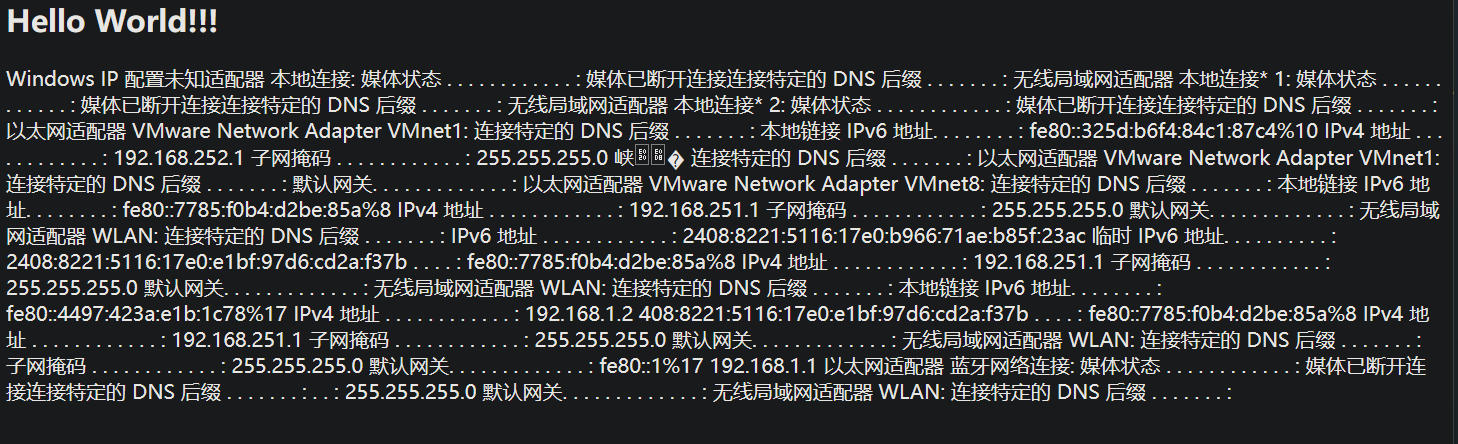 Hello World!!!
Windows IP 配置未知适配器 本地连接: 媒体状态 . . . . . . . . . . . . : 媒体已断开连接连接特定的 DNS 后缀 . . . . . . . : 无线局域网适配器 本地连接* 1: 媒体状态 . . . . . .
. . . . . . : 媒体已断开连接连接特定的 DNS 后缀 . . . . . . . : 无线局域网适配器 本地连接* 2: 媒体状态 . . . . . . . . . . . . : 媒体已断开连接连接特定的 DNS 后缀 . . . . . . . :
以太网适配器 VMware Network Adapter VMnet1: 连接特定的 DNS 后缀 . . . . . . . : 本地链接 IPv6 地址. . . . . . . . : fe80::325d:b6f4:84c1:87c4%10 IPv4 地址 . . .
. . . . . . . . . : 192.168.252.1 子网掩码 . . . . . . . . . . . . : 255.255.255.0 峡� 连接特定的 DNS 后缀 . . . . . . . : 以太网适配器 VMware Network Adapter VMnet1:
连接特定的 DNS 后缀 . . . . . . . : 默认网关. . . . . . . . . . . . . : 以太网适配器 VMware Network Adapter VMnet8: 连接特定的 DNS 后缀 . . . . . . . : 本地链接 IPv6 地
址. . . . . . . . : fe80::7785:f0b4:d2be:85a%8 IPv4 地址 . . . . . . . . . . . . : 192.168.251.1 子网掩码 . . . . . . . . . . . . : 255.255.255.0 默认网关. . . . . . . . . . . . . : 无线局域
网适配器 WLAN: 连接特定的 DNS 后缀 . . . . . . . : IPv6 地址 . . . . . . . . . . . . : 2408:8221:5116:17e0:b966:71ae:b85f:23ac 临时 IPv6 地址. . . . . . . . . . :
2408:8221:5116:17e0:e1bf:97d6:cd2a:f37b . . . . : fe80::7785:f0b4:d2be:85a%8 IPv4 地址 . . . . . . . . . . . . : 192.168.251.1 子网掩码 . . . . . . . . . . . . :
255.255.255.0 默认网关. . . . . . . . . . . . . : 无线局域网适配器 WLAN: 连接特定的 DNS 后缀 . . . . . . . : 本地链接 IPv6 地址. . . . . . . . :
fe80::4497:423a:e1b:1c78%17 IPv4 地址 . . . . . . . . . . . . : 192.168.1.2 408:8221:5116:17e0:e1bf:97d6:cd2a:f37b . . . . : fe80::7785:f0b4:d2be:85a%8 IPv4 地
址 . . . . . . . . . . . . : 192.168.251.1 子网掩码 . . . . . . . . . . . . : 255.255.255.0 默认网关. . . . . . . . . . . . . : 无线局域网适配器 WLAN: 连接特定的 DNS 后缀 . . . . . . . :
子网掩码 . . . . . . . . . . . . : 255.255.255.0 默认网关. . . . . . . . . . . . . : fe80::1%17 192.168.1.1 以太网适配器 蓝牙网络连接: 媒体状态 . . . . . . . . . . . . : 媒体已断开连
接连接特定的 DNS 后缀 . . . . . . . : . . : 255.255.255.0 默认网关. . . . . . . . . . . . . : 无线局域网适配器 WLAN: 连接特定的 DNS 后缀 . . . . . . . :